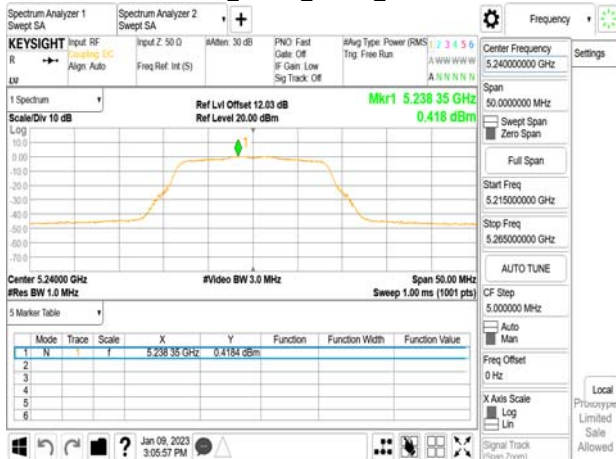 Spectrum Analyzer 1
Swept SA
Spectrum Analyzer 2
Swept SA
+
Frequency
KEYSIGHT
R
LXI
Input: RF
Coupling: DC
Align: Auto
Input Z: 50 Ω
Freq Ref: Int (S)
#Atten: 30 dB
PNO: Fast
Gate: Off
IF Gain: Low
Sig Track: Off
#Avg Type: Power (RMS
Trig: Free Run
1 2 3 4 5 6
A W W W W W
A N N N N N
Center Frequency
5.240000000 GHz
Settings
Span
50.0000000 MHz
Swept Span
Zero Span
Full Span
Start Freq
5.215000000 GHz
Stop Freq
5.265000000 GHz
AUTO TUNE
CF Step
5.000000 MHz
Auto
Man
Freq Offset
0 Hz
X Axis Scale
Log
Lin
Signal Track
(Span Zoom)
Local
Prototype
Limited
Sale
Allowed
1 Spectrum
Scale/Div 10 dB
Log
Ref Lvl Offset 12.03 dB
Ref Level 20.00 dBm
Mkr1 5.238 35 GHz
0.418 dBm
1
10.0
0.00
-10.0
-20.0
-30.0
-40.0
-50.0
-60.0
-70.0
Center 5.24000 GHz
#Res BW 1.0 MHz
#Video BW 3.0 MHz
Span 50.00 MHz
Sweep 1.00 ms (1001 pts)
5 Marker Table
Mode Trace Scale X Y Function Function Width Function Value
1 N 1 f 5.238 35 GHz 0.4184 dBm
2
3
4
5
6
?
Jan 09, 2023
3:05:57 PM